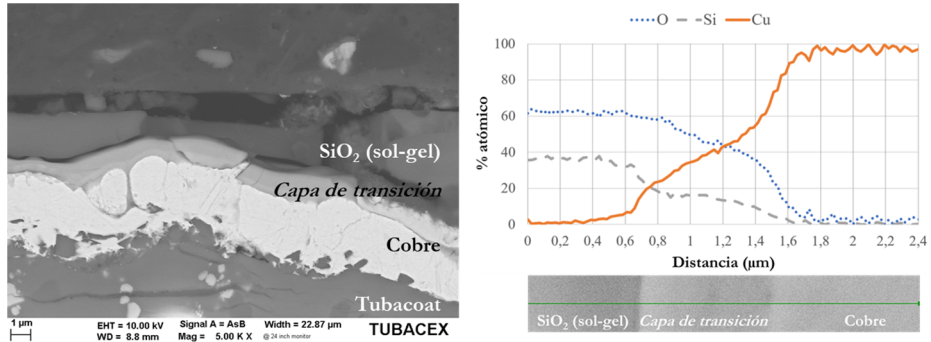 SiO₂ (sol-gel)
Capa de transición
Cobre
Tubacoat
1 µm
EHT = 10.00 kV
WD = 8.8 mm
Signal A = AsB
Mag = 5.00 K X
Width = 22.87 µm
@ 24 inch monitor
TUBACEX
O Si Cu
% atómico
100
80
60
40
20
0
0 0,2 0,4 0,6 0,8 1 1,2 1,4 1,6 1,8 2 2,2 2,4
Distancia (µm)
SiO₂ (sol-gel) Capa de transición Cobre